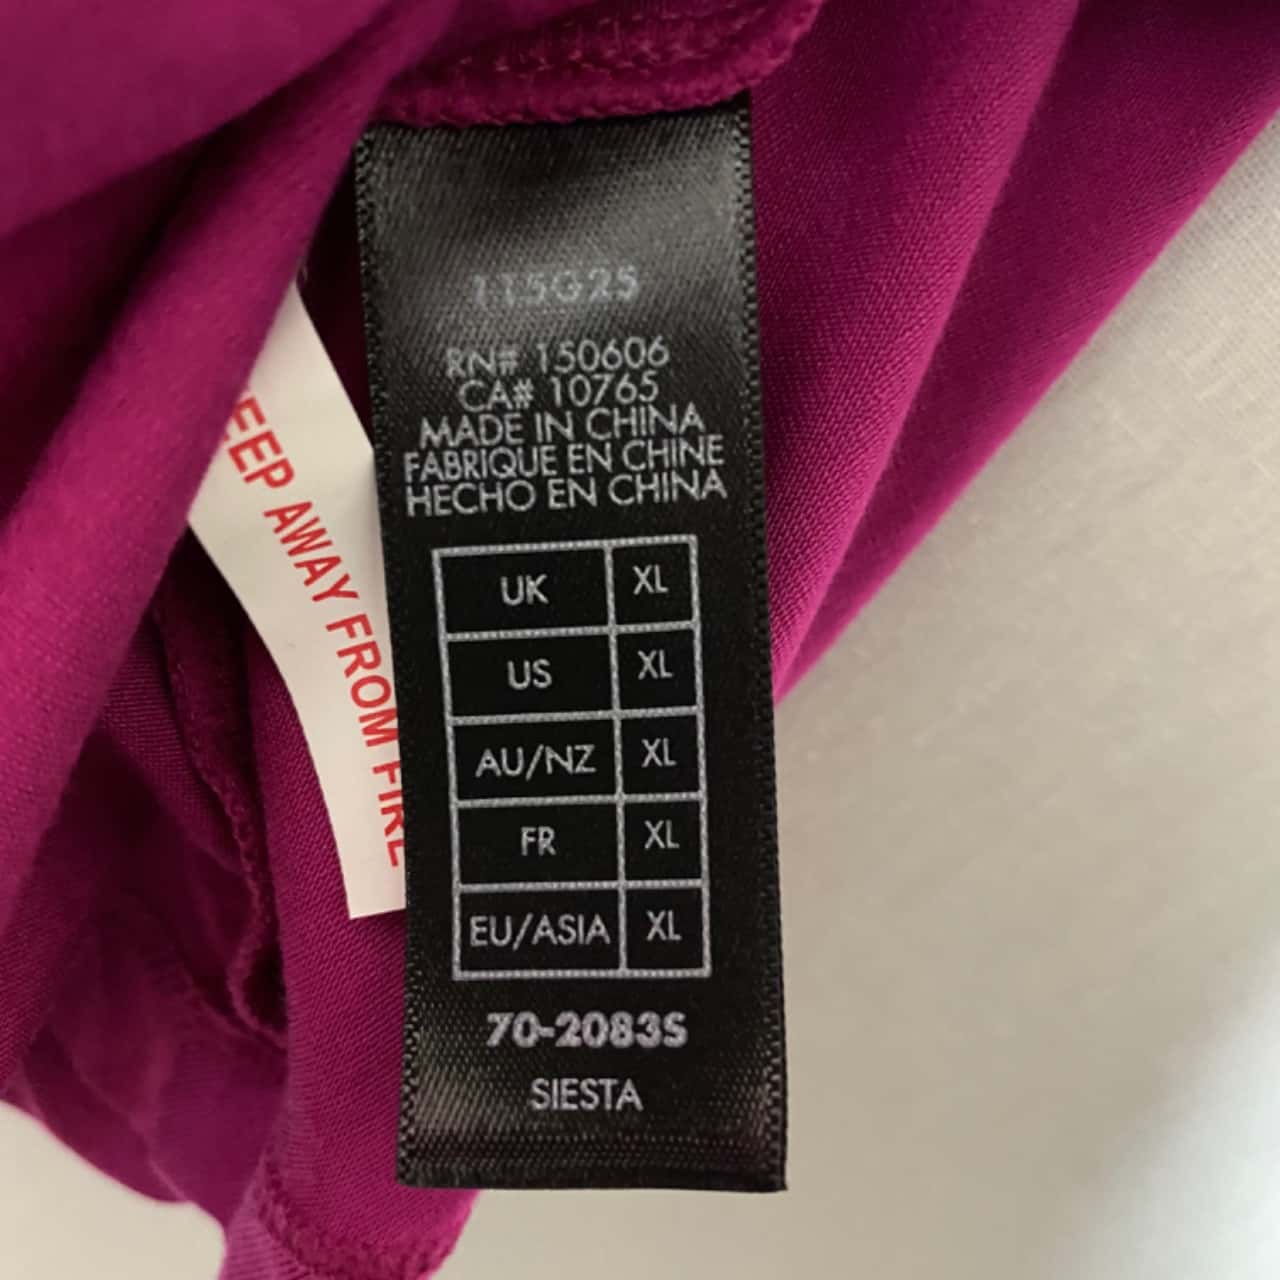 115G25
RN# 150606
CA# 10765
MADE IN CHINA
FABRIQUE EN CHINE
HECHO EN CHINA
UK XL
US XL
AU/NZ XL
FR XL
EU/ASIA XL
70-2083S
SIESTA
EEP AWAY FROM FIRE